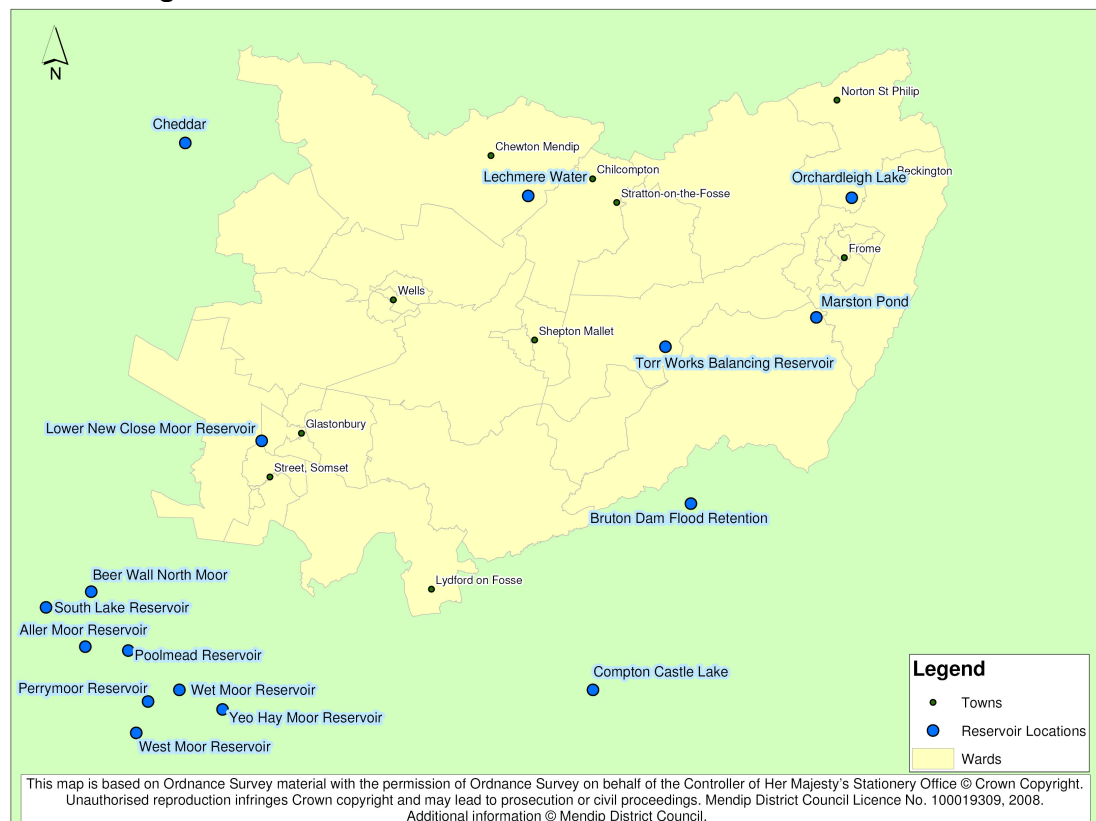 N
Norton St Philip
Cheddar
Chewton Mendip
Chilcompton
Lechmere Water
Orchardleigh Lake
Beckington
Stratton-on-the-Fosse
Frome
Wells
Marston Pond
Shepton Mallet
Torr Works Balancing Reservoir
Glastonbury
Lower New Close Moor Reservoir
Street, Somset
Bruton Dam Flood Retention
Beer Wall North Moor
Lydford on Fosse
South Lake Reservoir
Aller Moor Reservoir
Poolmead Reservoir
Compton Castle Lake
Perrymoor Reservoir
Wet Moor Reservoir
Yeo Hay Moor Reservoir
West Moor Reservoir
Legend
Towns
Reservoir Locations
Wards
This map is based on Ordnance Survey material with the permission of Ordnance Survey on behalf of the Controller of Her Majesty's Stationery Office © Crown Copyright.
Unauthorised reproduction infringes Crown copyright and may lead to prosecution or civil proceedings. Mendip District Council Licence No. 100019309, 2008.
Additional information © Mendip District Council.